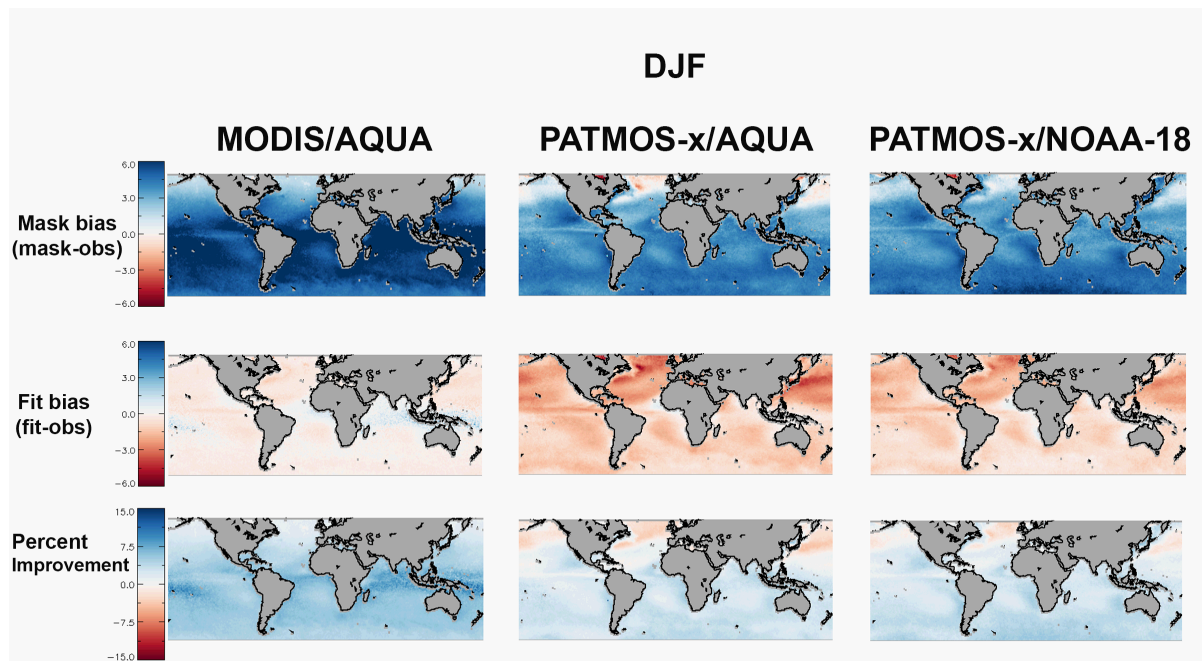 DJF
MODIS/AQUA
PATMOS-x/AQUA
PATMOS-x/NOAA-18
Mask bias
(mask-obs)
6.0
3.0
0.0
−3.0
−6.0
Fit bias
(fit-obs)
6.0
3.0
0.0
−3.0
−6.0
Percent
Improvement
15.0
7.5
0.0
−7.5
−15.0